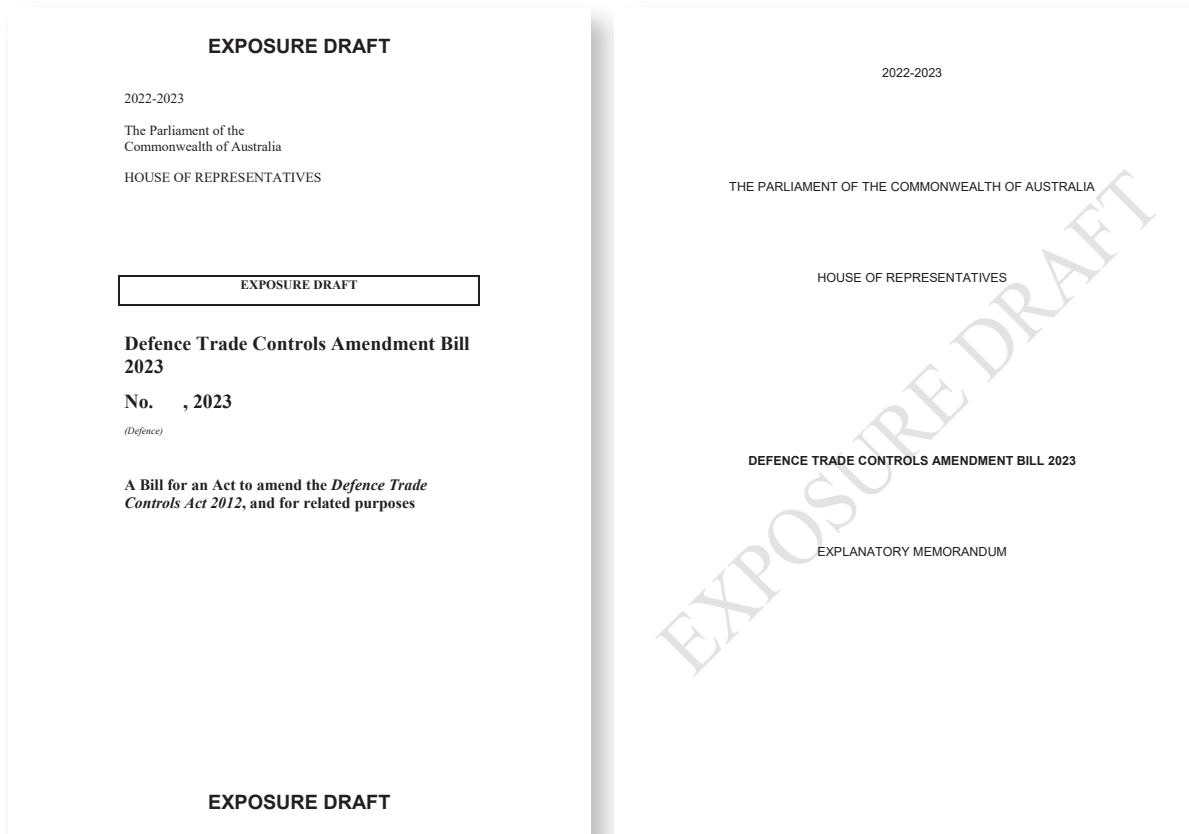 EXPOSURE DRAFT
2022-2023
The Parliament of the
Commonwealth of Australia
HOUSE OF REPRESENTATIVES
EXPOSURE DRAFT
Defence Trade Controls Amendment Bill
2023
No.     , 2023
(Defence)
A Bill for an Act to amend the Defence Trade
Controls Act 2012, and for related purposes
EXPOSURE DRAFT
2022-2023
THE PARLIAMENT OF THE COMMONWEALTH OF AUSTRALIA
HOUSE OF REPRESENTATIVES
DEFENCE TRADE CONTROLS AMENDMENT BILL 2023
EXPLANATORY MEMORANDUM
EXPOSURE DRAFT